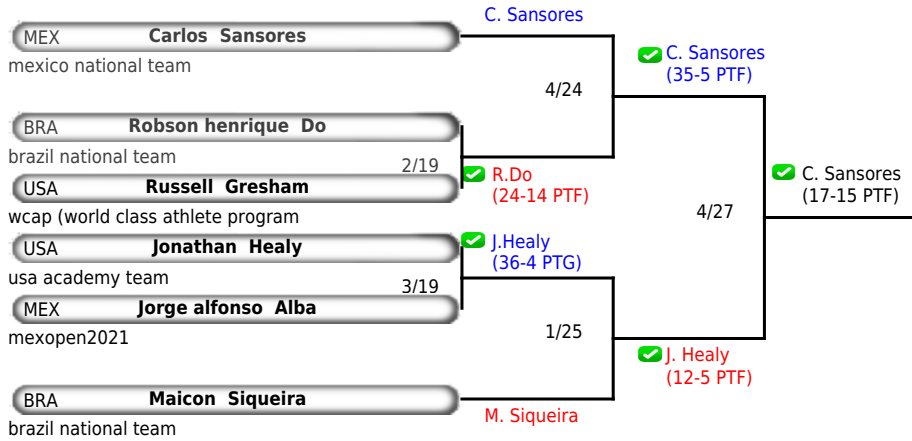 C. Sansores
MEX Carlos Sansores
mexico national team
C. Sansores
(35-5 PTF)
4/24
BRA Robson henrique Do
brazil national team
2/19
R.Do
(24-14 PTF)
USA Russell Gresham
wcap (world class athlete program
C. Sansores
(17-15 PTF)
4/27
USA Jonathan Healy
usa academy team
J.Healy
(36-4 PTG)
3/19
MEX Jorge alfonso Alba
mexopen2021
1/25
J. Healy
(12-5 PTF)
BRA Maicon Siqueira
brazil national team
M. Siqueira